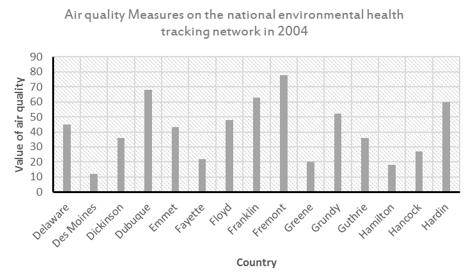 Air quality Measures on the national environmental health
tracking network in 2004
Value of air quality
90
80
70
60
50
40
30
20
10
0
Delaware
Des Moines
Dickinson
Dubuque
Emmet
Fayette
Floyd
Franklin
Fremont
Greene
Grundy
Guthrie
Hamilton
Hancock
Hardin
Country